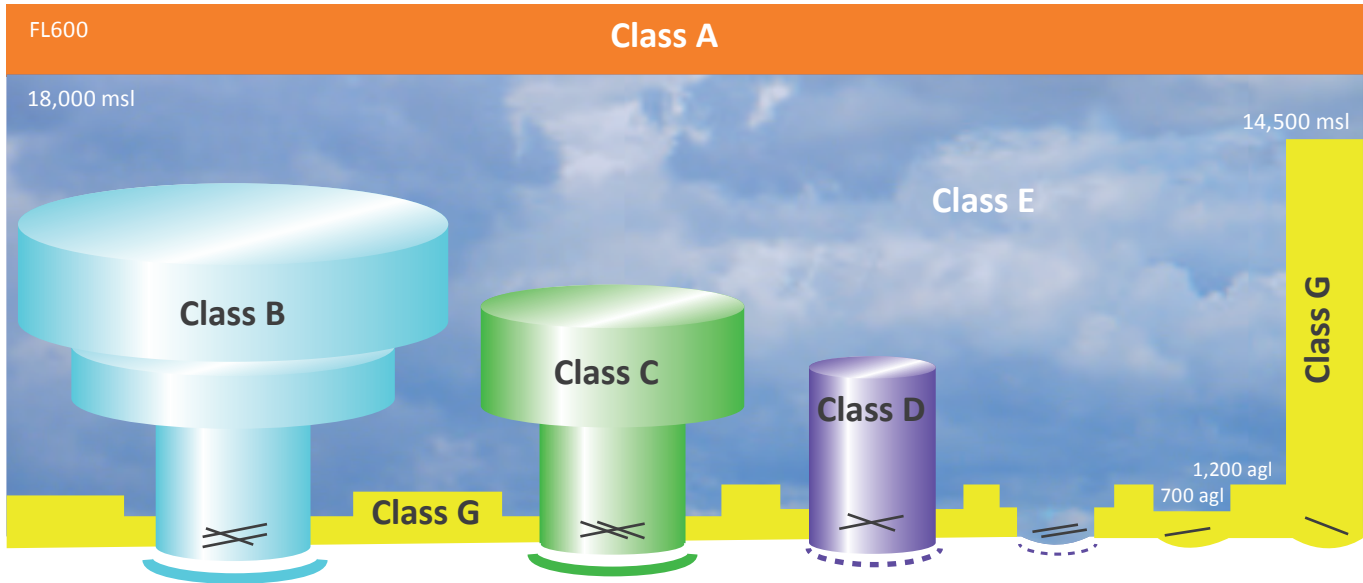 FL600
Class A
18,000 msl
14,500 msl
Class E
Class B
Class C
Class D
Class G
1,200 agl
700 agl
Class G